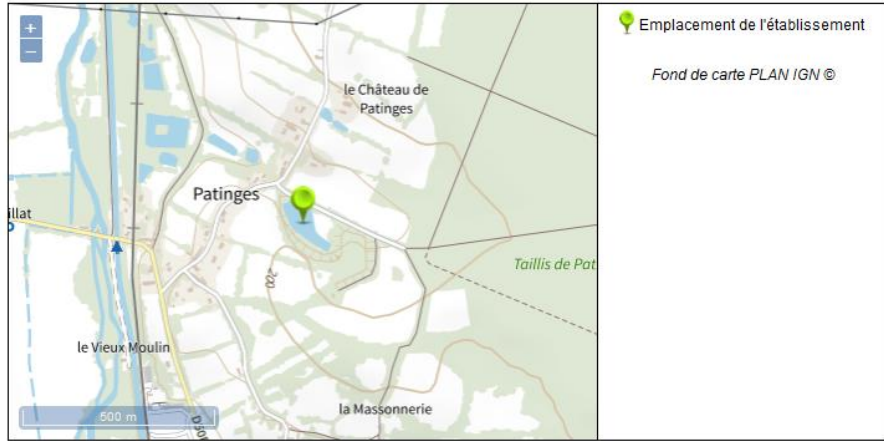 +
−
le Château de
Patinges
Patinges
illat
200
Taillis de Pat
le Vieux Moulin
la Massonnerie
500 m
Emplacement de l'établissement
Fond de carte PLAN IGN ©